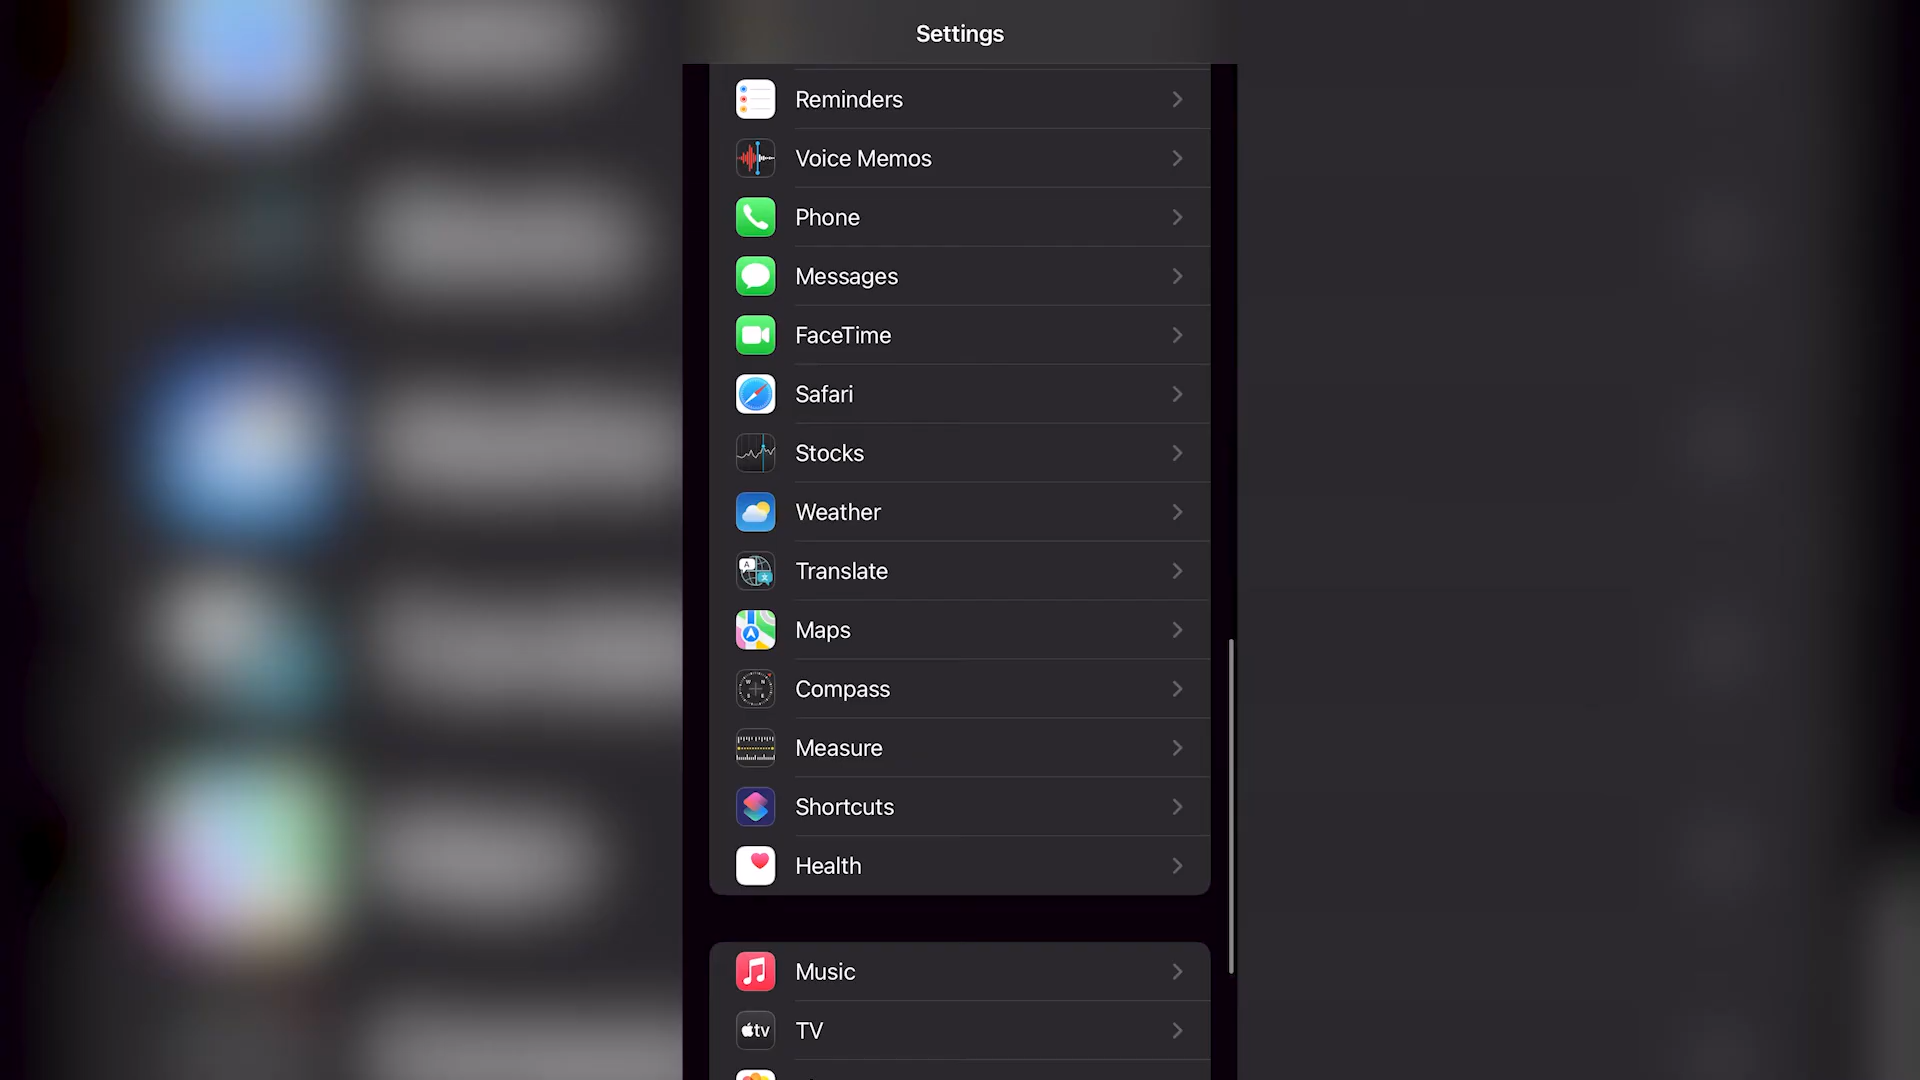 Settings
Reminders
Voice Memos
Phone
Messages
FaceTime
Safari
Stocks
Weather
Translate
Maps
Compass
Measure
Shortcuts
Health
Music
tv TV